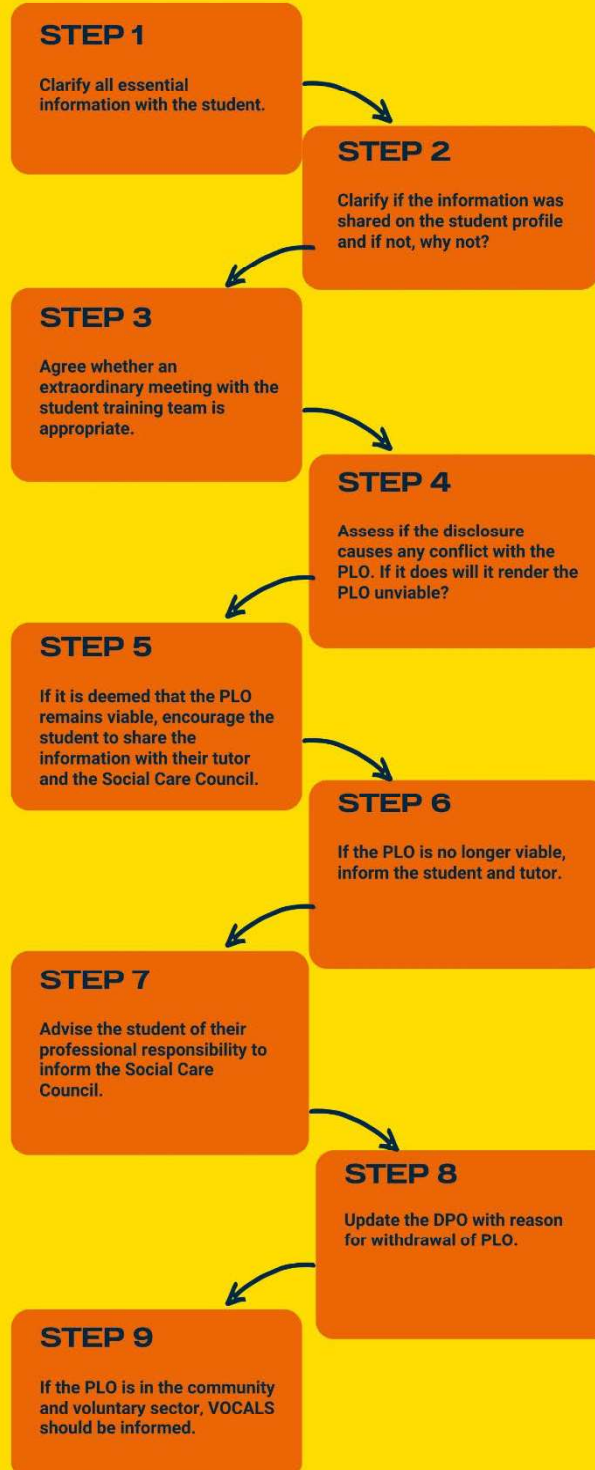 STEP 1
Clarify all essential
information with the student.
STEP 2
Clarify if the information was
shared on the student profile
and if not, why not?
STEP 3
Agree whether an
extraordinary meeting with the
student training team is
appropriate.
STEP 4
Assess if the disclosure
causes any conflict with the
PLO. If it does will it render the
PLO unviable?
STEP 5
If it is deemed that the PLO
remains viable, encourage the
student to share the
information with their tutor
and the Social Care Council.
STEP 6
If the PLO is no longer viable,
inform the student and tutor.
STEP 7
Advise the student of their
professional responsibility to
inform the Social Care
Council.
STEP 8
Update the DPO with reason
for withdrawal of PLO.
STEP 9
If the PLO is in the community
and voluntary sector, VOCALS
should be informed.